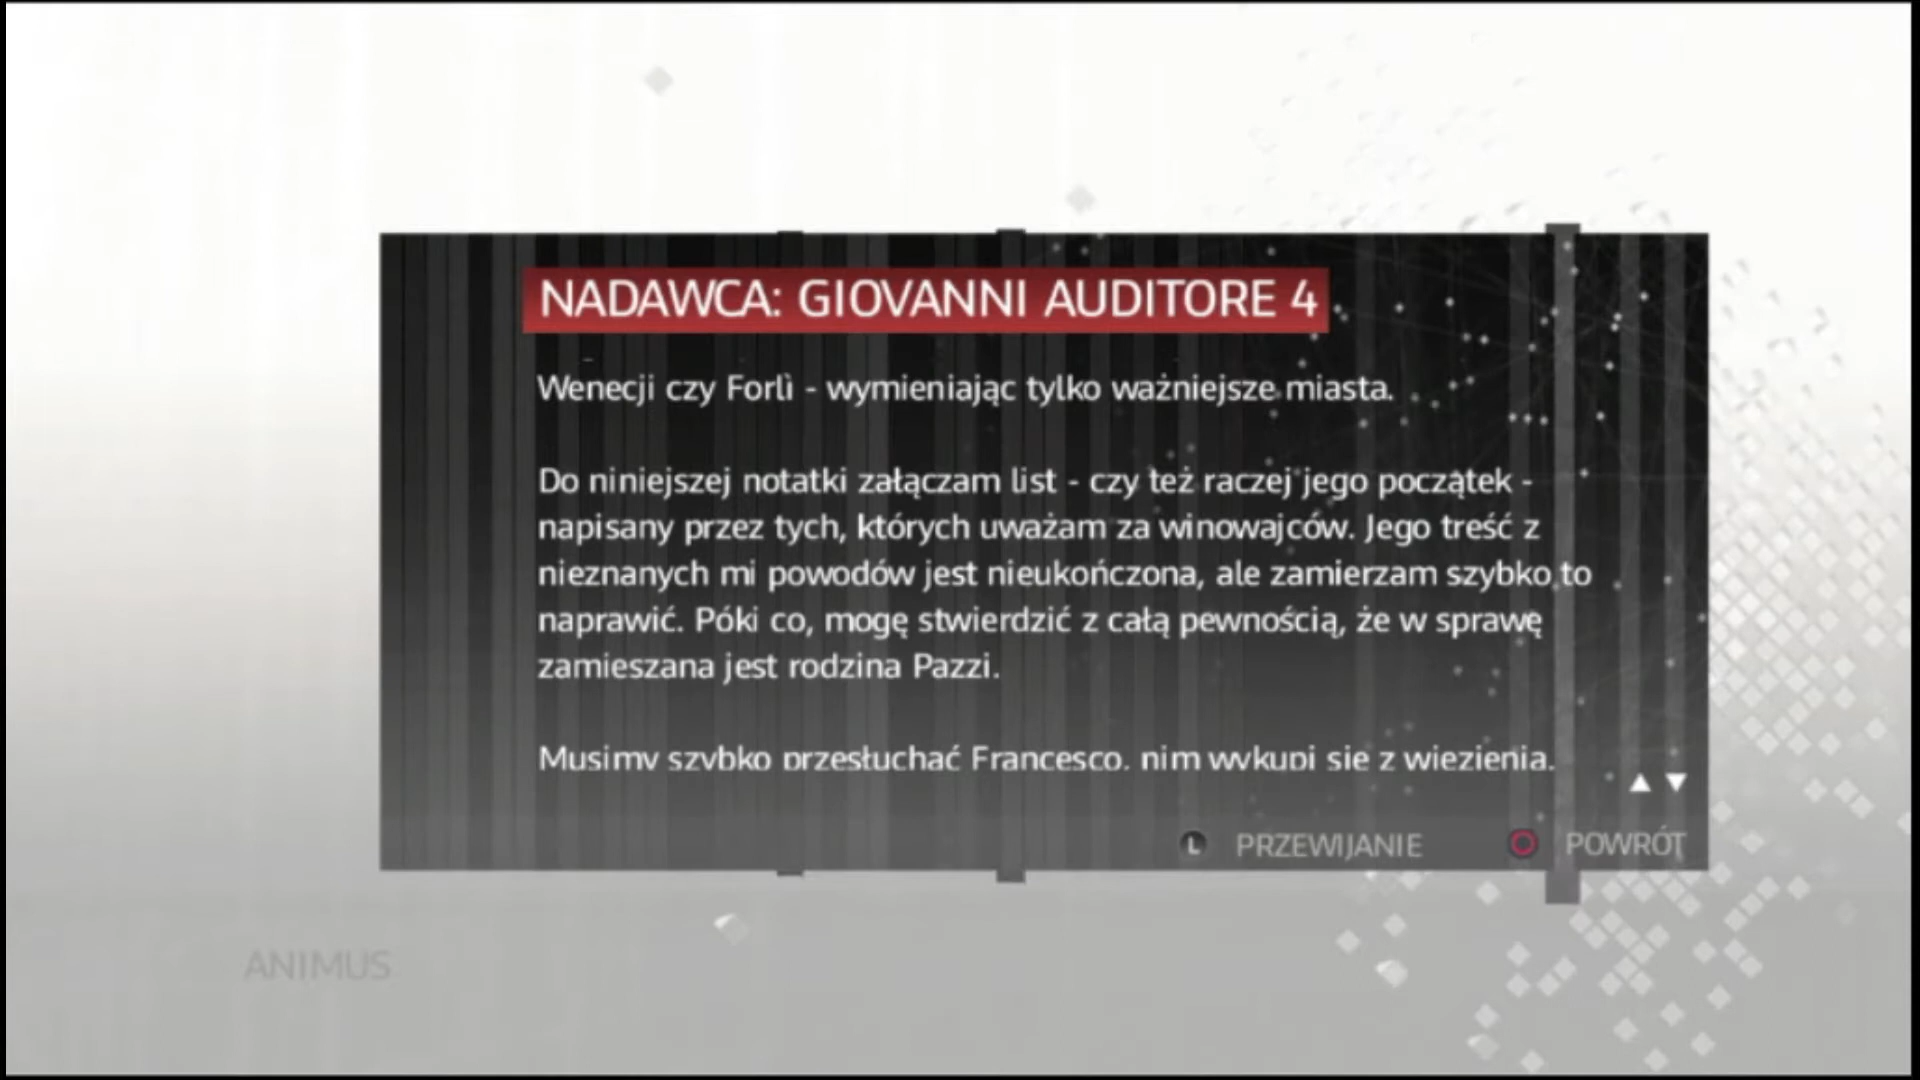 NADAWCA: GIOVANNI AUDITORE 4
Wenecji czy Forlì - wymieniając tylko ważniejsze miasta.
Do niniejszej notatki załączam list - czy też raczej jego początek -
napisany przez tych, których uważam za winowajców. Jego treść z
nieznanych mi powodów jest nieukończona, ale zamierzam szybko to
naprawić. Póki co, mogę stwierdzić z całą pewnością, że w sprawę
zamieszana jest rodzina Pazzi.
Musimy szybko przesłuchać Francesco, nim wykupi się z więzienia.
L PRZEWIJANIE POWRÓT
ANIMUS